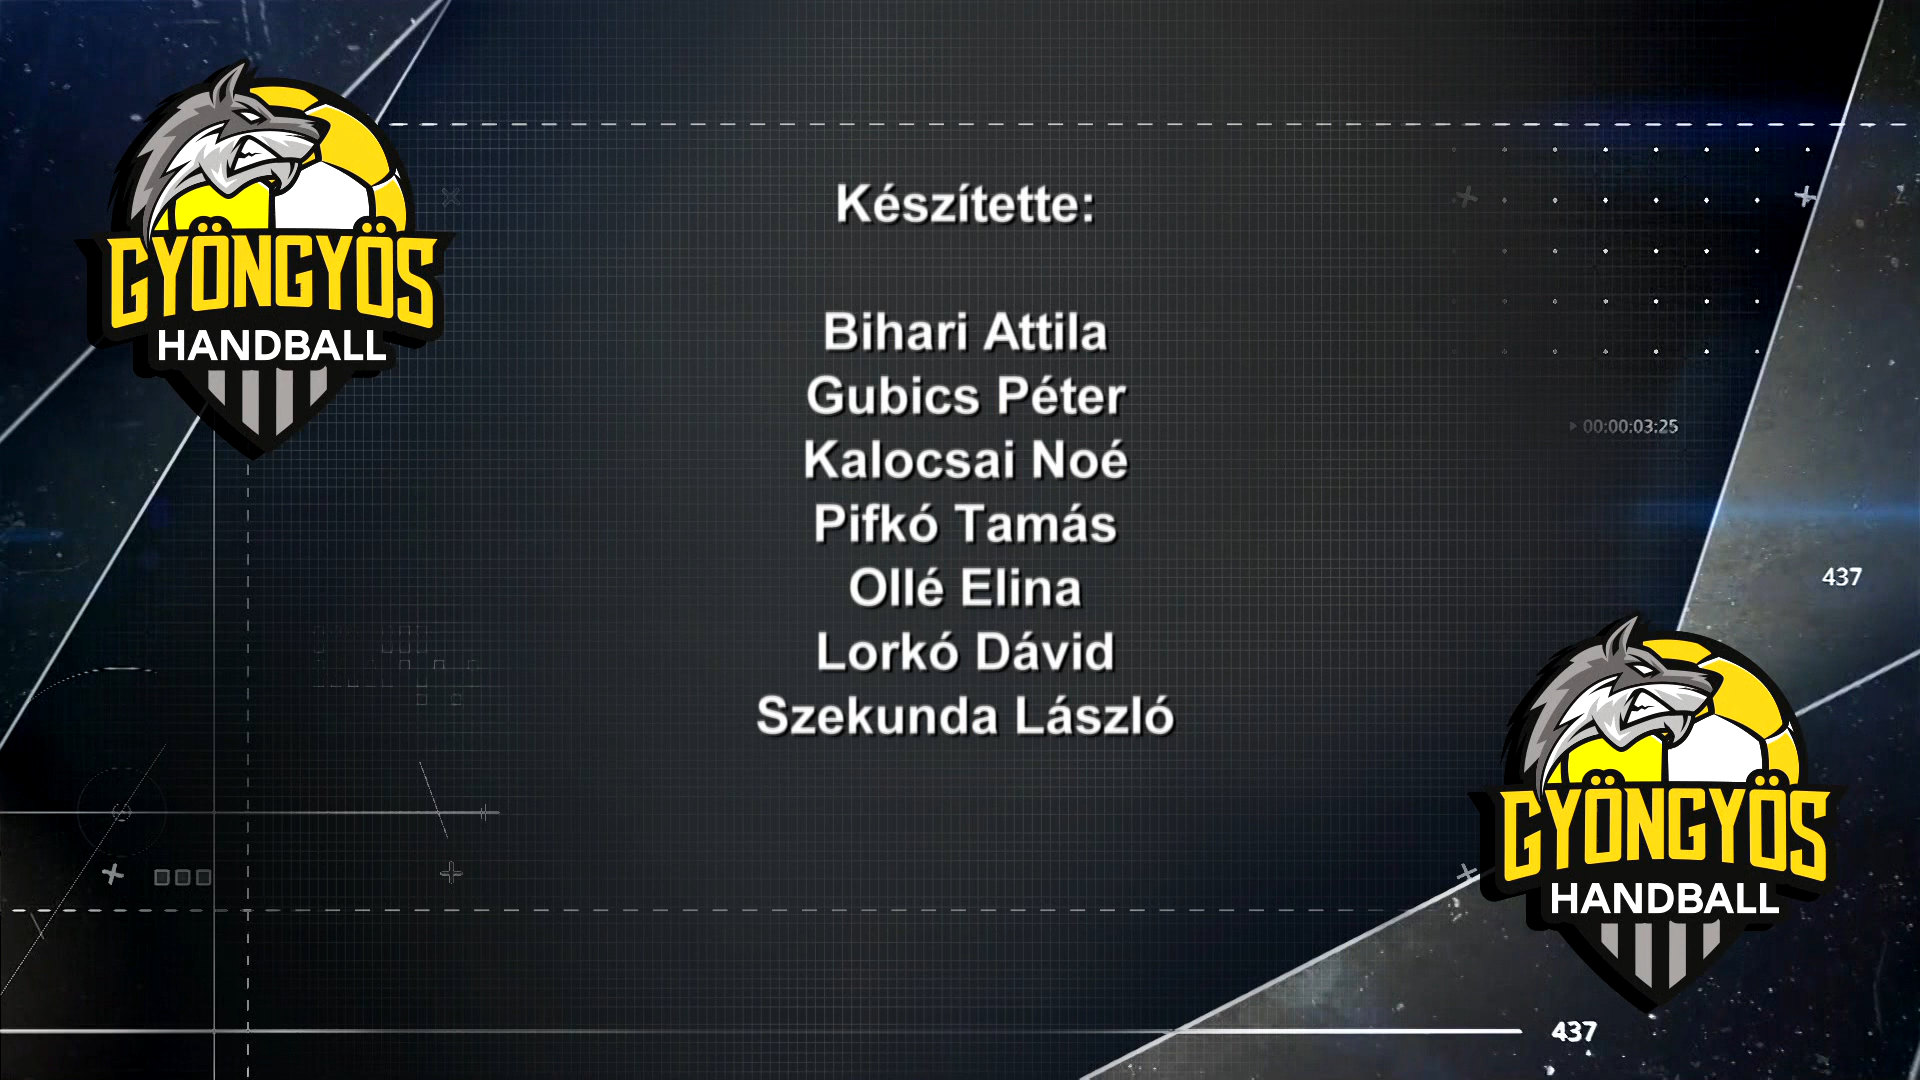 GYÖNGYÖS
HANDBALL
Készítette:
Bihari Attila
Gubics Péter
Kalocsai Noé
Pifkó Tamás
Ollé Elina
Lorkó Dávid
Szekunda László
00:00:03:25
437
GYÖNGYÖS
HANDBALL
437